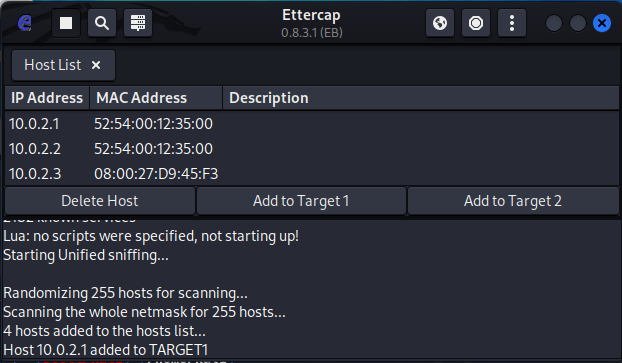 Ettercap
0.8.3.1 (EB)
Host List
IP Address MAC Address Description
10.0.2.1 52:54:00:12:35:00
10.0.2.2 52:54:00:12:35:00
10.0.2.3 08:00:27:D9:45:F3
Delete Host Add to Target 1 Add to Target 2
2182 known services
Lua: no scripts were specified, not starting up!
Starting Unified sniffing...
Randomizing 255 hosts for scanning...
Scanning the whole netmask for 255 hosts...
4 hosts added to the hosts list...
Host 10.0.2.1 added to TARGET1